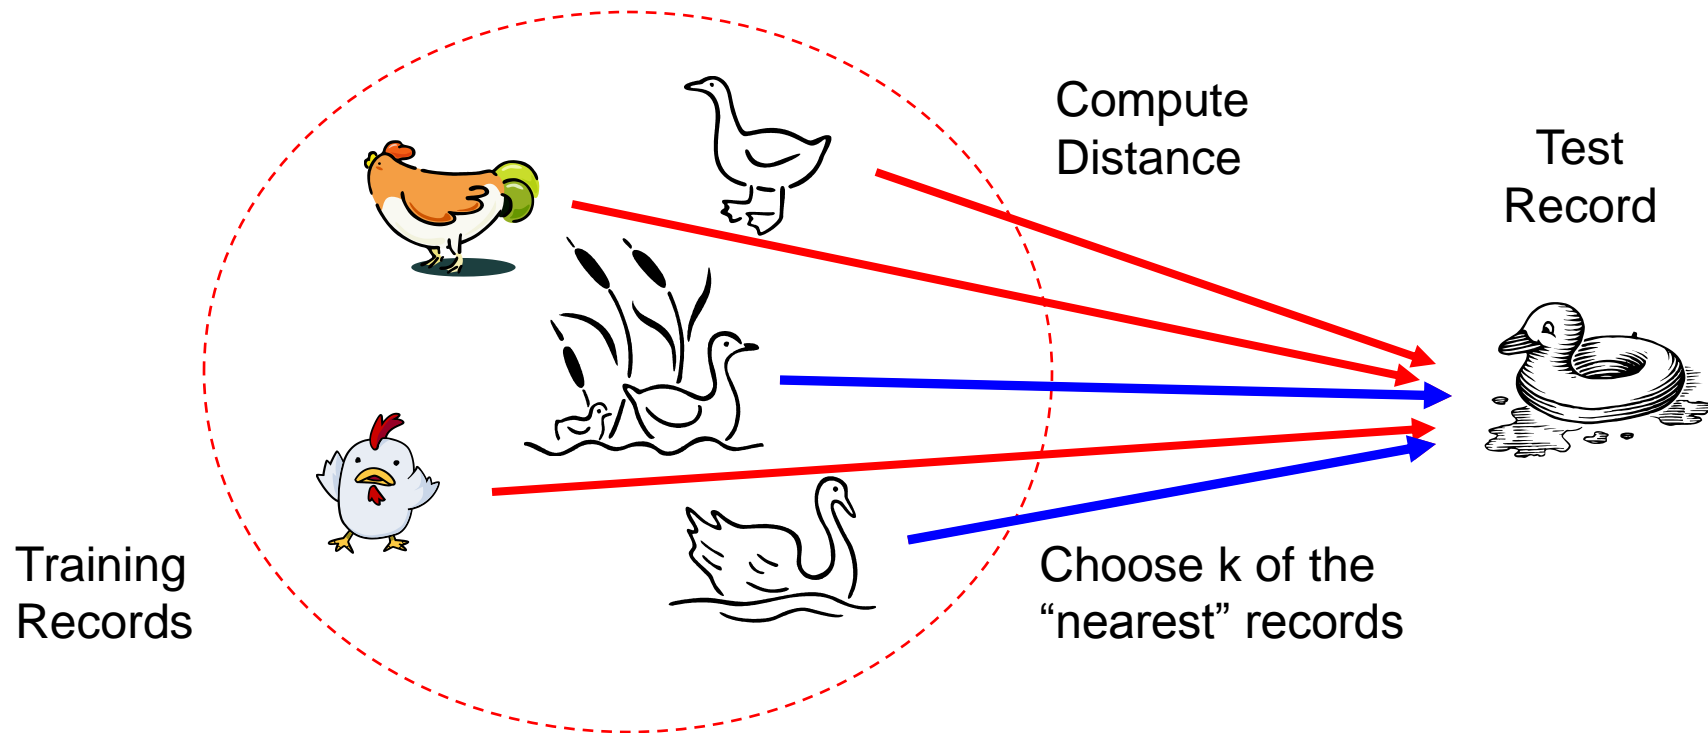 Compute
Distance
Test
Record
Training
Records
Choose k of the
“nearest” records